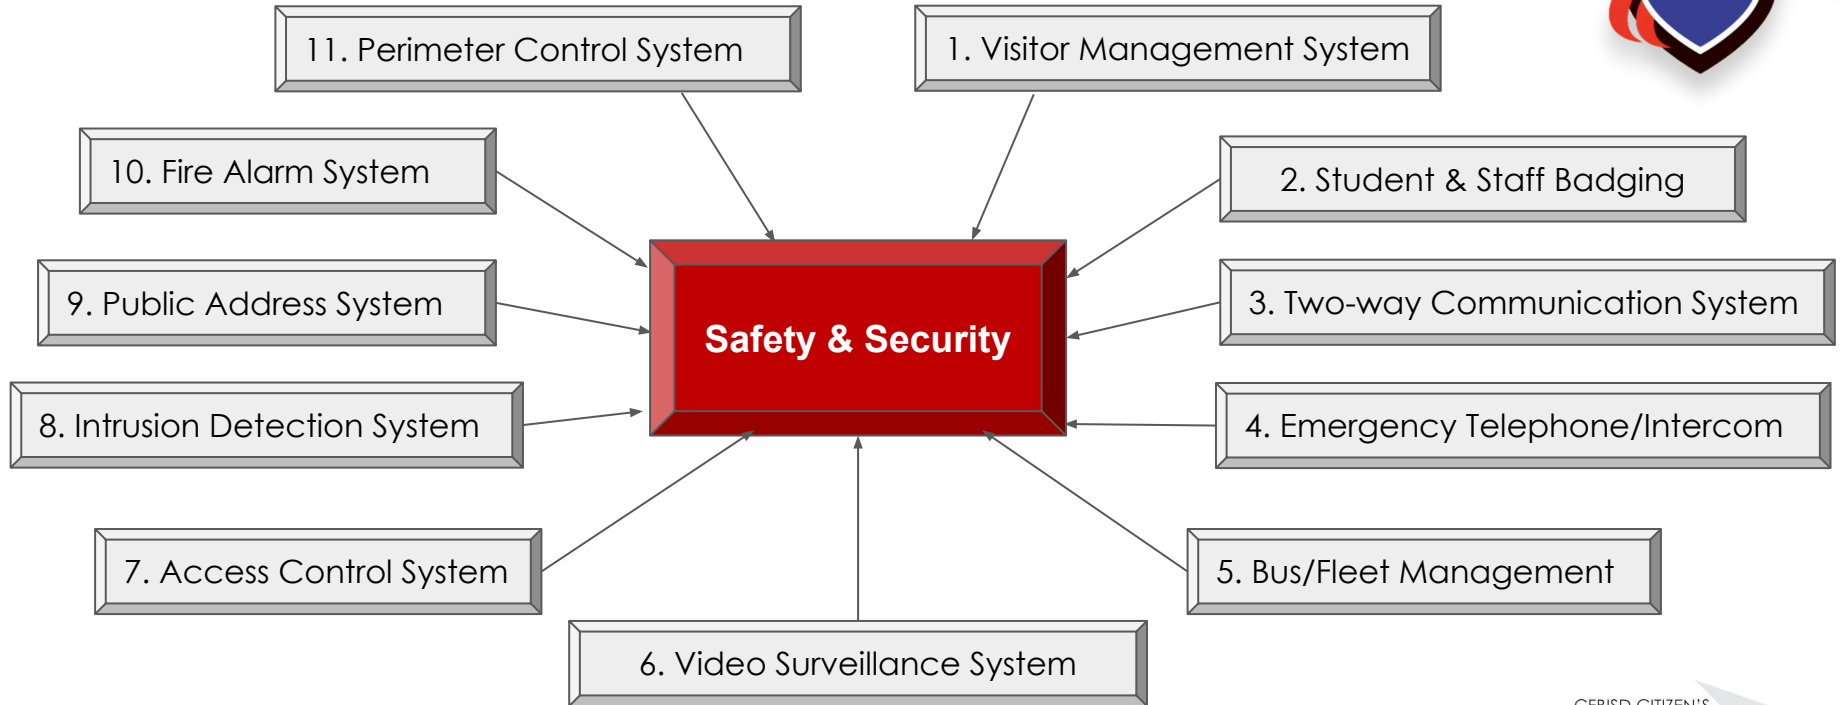 11. Perimeter Control System
1. Visitor Management System
10. Fire Alarm System
2. Student & Staff Badging
9. Public Address System
3. Two-way Communication System
Safety & Security
8. Intrusion Detection System
4. Emergency Telephone/Intercom
7. Access Control System
5. Bus/Fleet Management
6. Video Surveillance System
CITIZEN'S